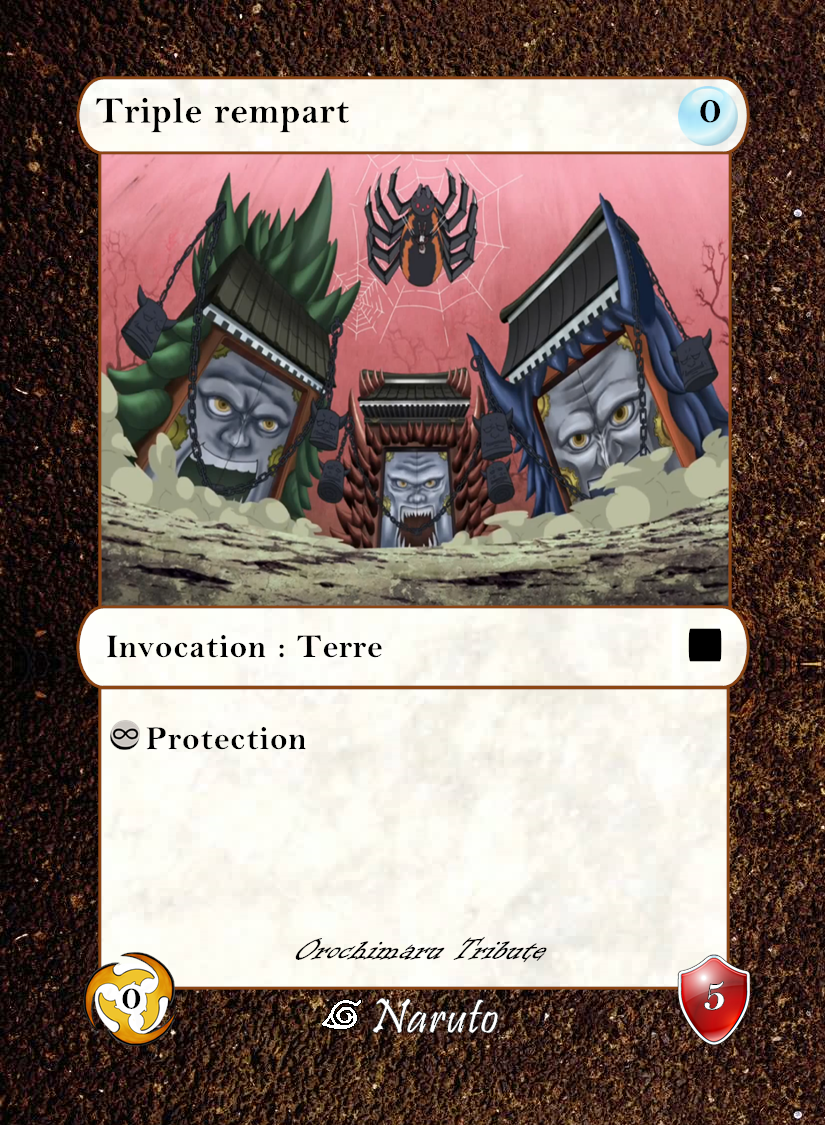 Triple rempart 0
Invocation : Terre
∞ Protection
Orochimaru Tribute
0 5
Naruto